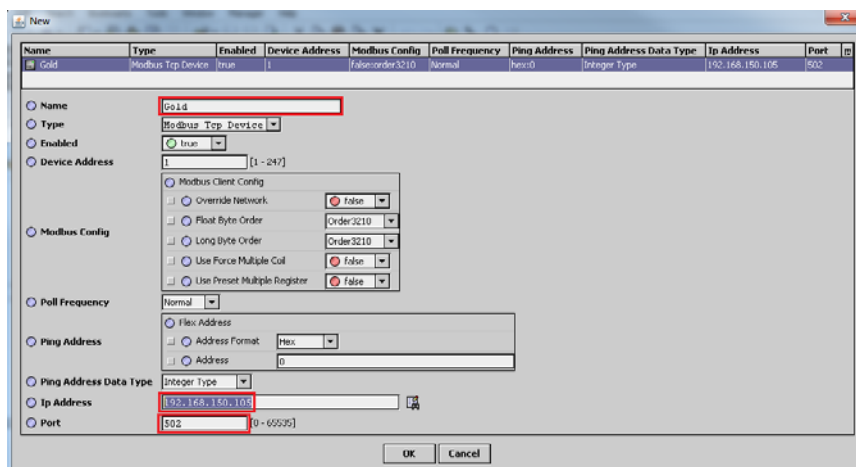 New
Name Type Enabled Device Address Modbus Config Poll Frequency Ping Address Ping Address Data Type Ip Address Port
Gold Modbus Tcp Device true 1 false:order3210 Normal hex:0 Integer Type 192.168.150.105 502
Name Gold
Type Modbus Tcp Device
Enabled true
Device Address 1 [1 - 247]
Modbus Config
Modbus Client Config
Override Network false
Float Byte Order Order3210
Long Byte Order Order3210
Use Force Multiple Coil false
Use Preset Multiple Register false
Poll Frequency Normal
Ping Address
Flex Address
Address Format Hex
Address 0
Ping Address Data Type Integer Type
Ip Address 192.168.150.105
Port 502 [0 - 65535]
OK Cancel